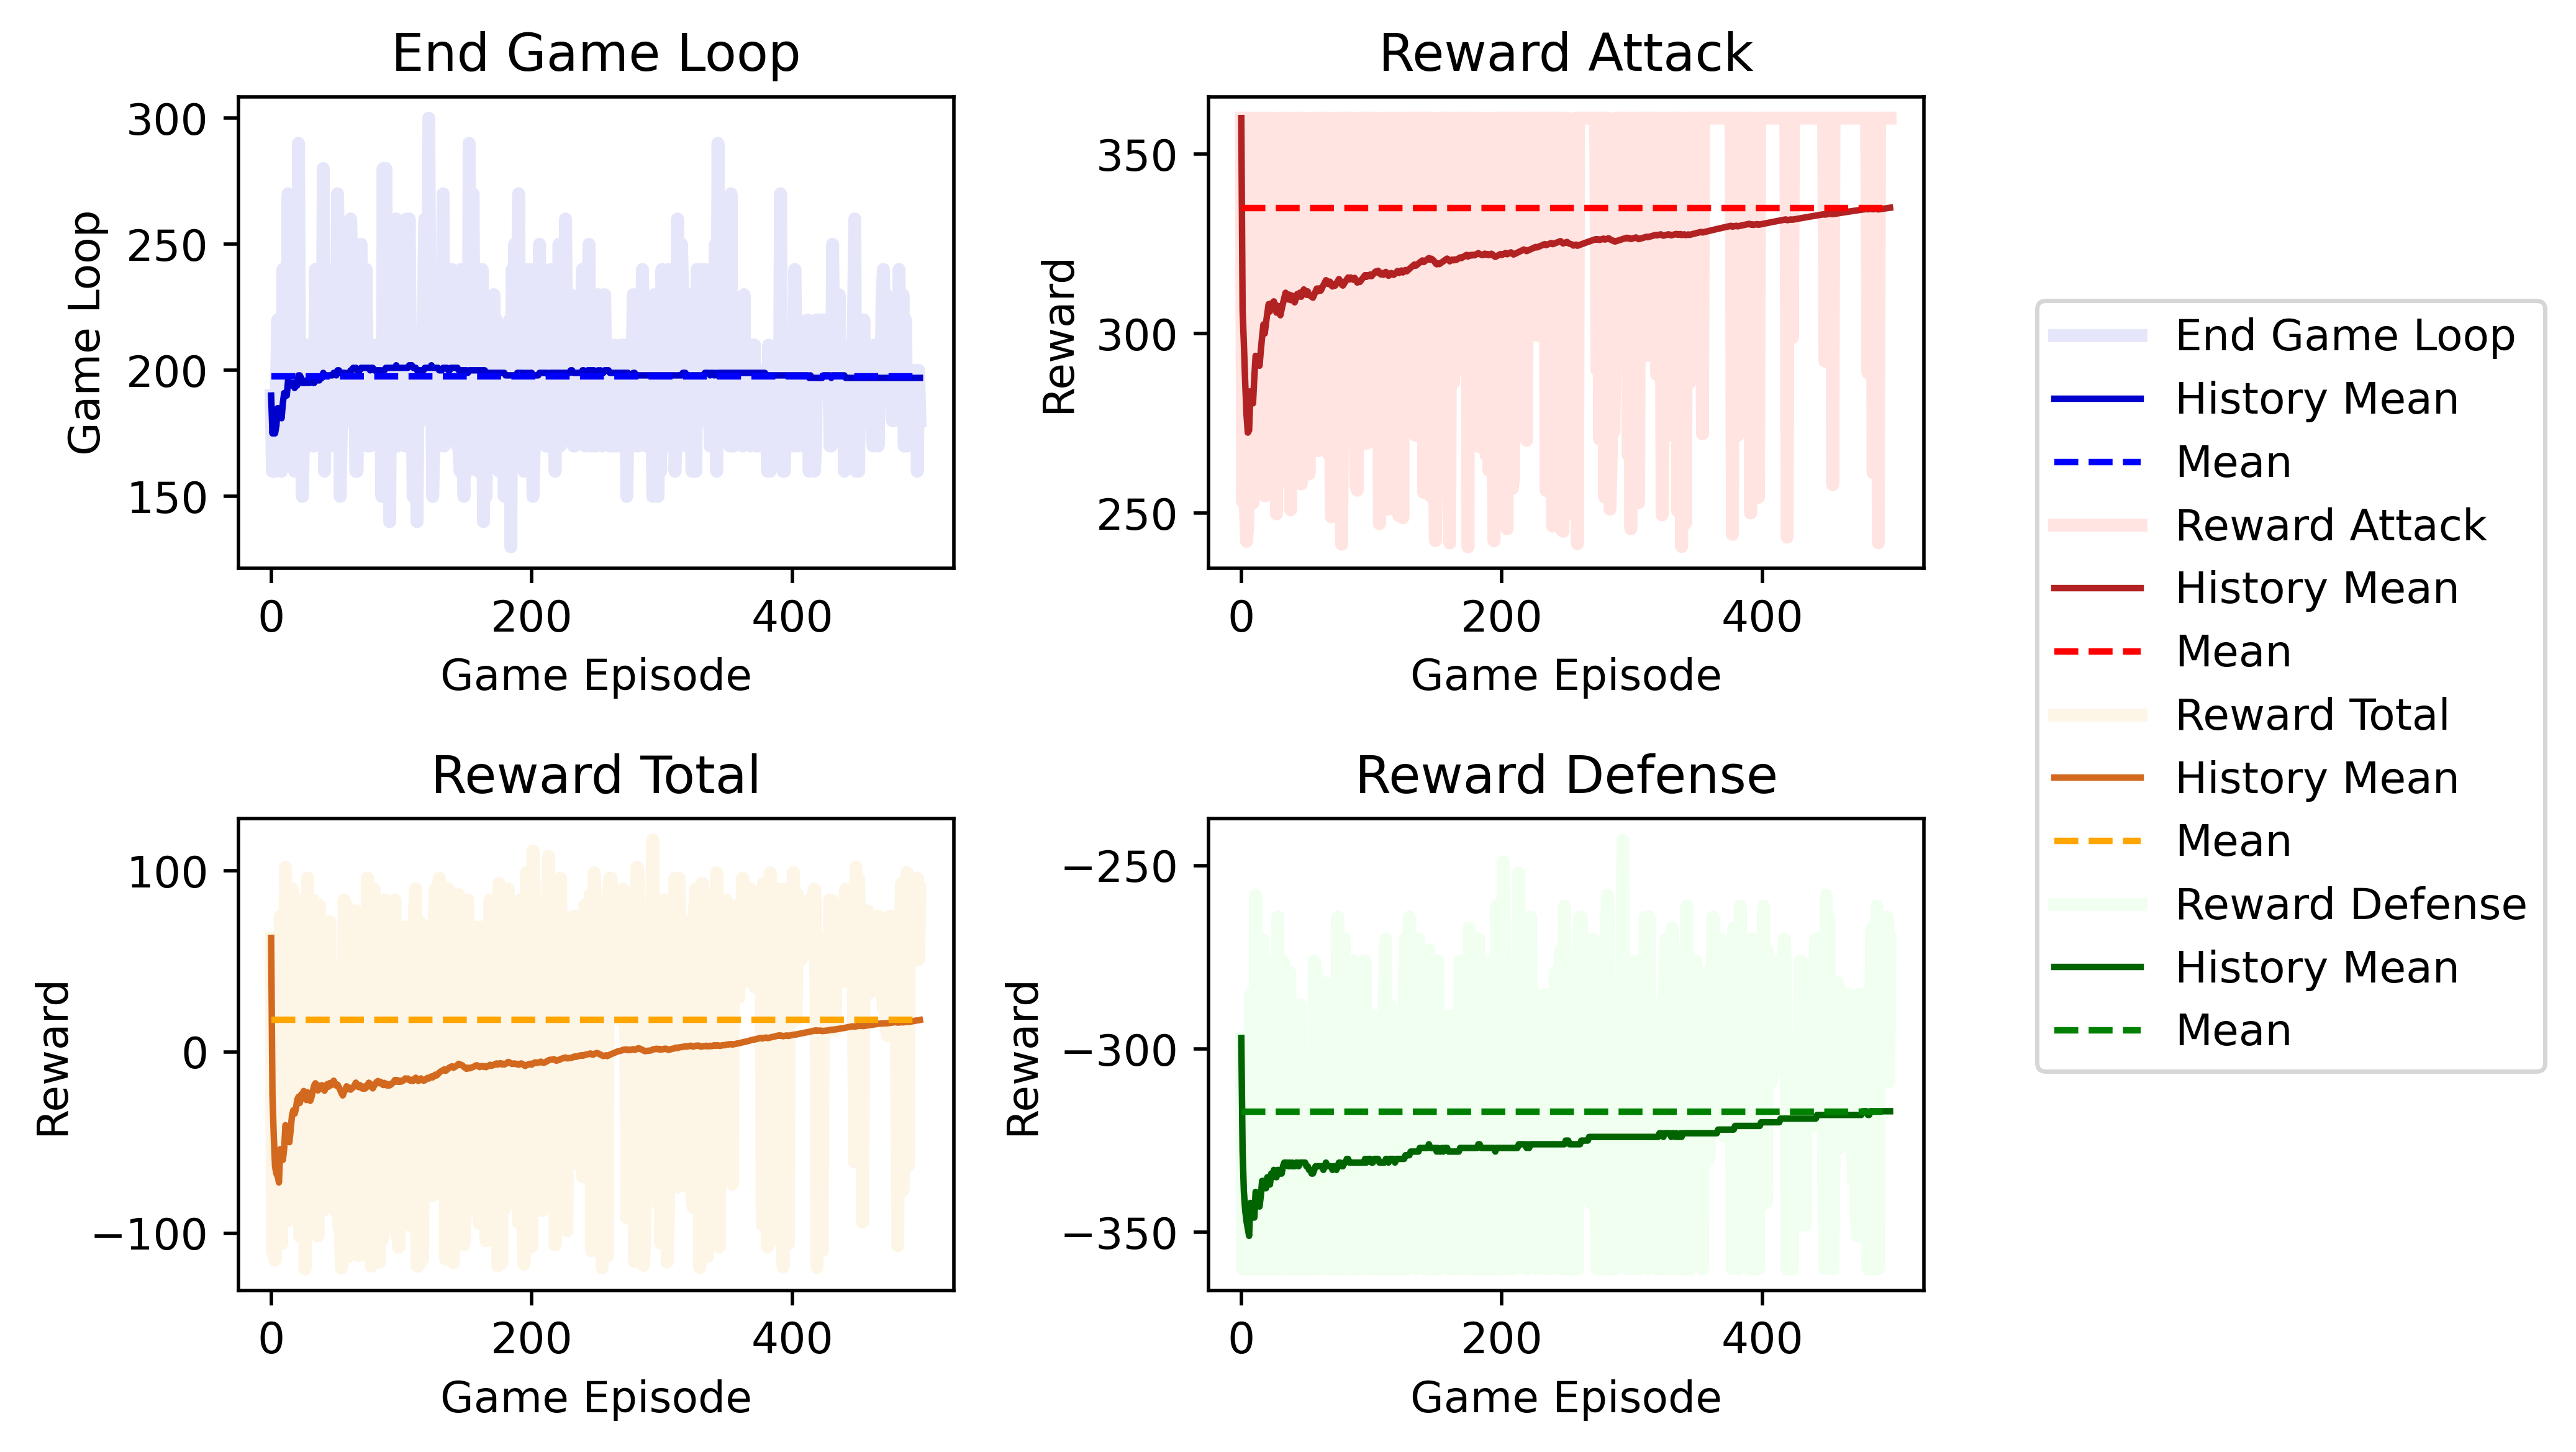 End Game Loop
300
250
200
150
Game Loop
0
200
400
Game Episode
Reward Attack
350
300
250
Reward
0
200
400
Game Episode
Reward Total
100
0
−100
Reward
0
200
400
Game Episode
Reward Defense
−250
−300
−350
Reward
0
200
400
Game Episode
End Game Loop
History Mean
Mean
Reward Attack
History Mean
Mean
Reward Total
History Mean
Mean
Reward Defense
History Mean
Mean